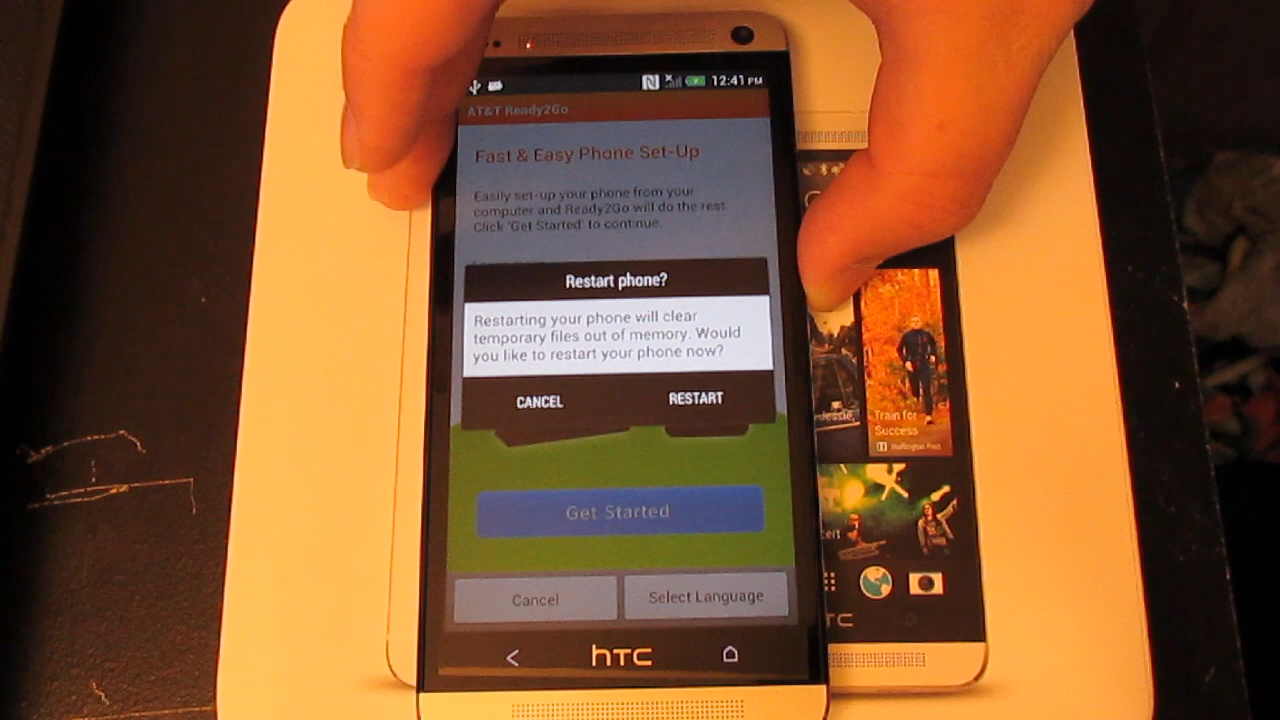 12:41 PM
AT&T Ready2Go
Fast & Easy Phone Set-Up
Easily set-up your phone from your
computer and Ready2Go will do the rest.
Click 'Get Started' to continue.
Restart phone?
Restarting your phone will clear
temporary files out of memory. Would
you like to restart your phone now?
CANCEL
RESTART
Get Started
Cancel
Select Language
hTC
Jessie,
Train for
Success
Huffington Post